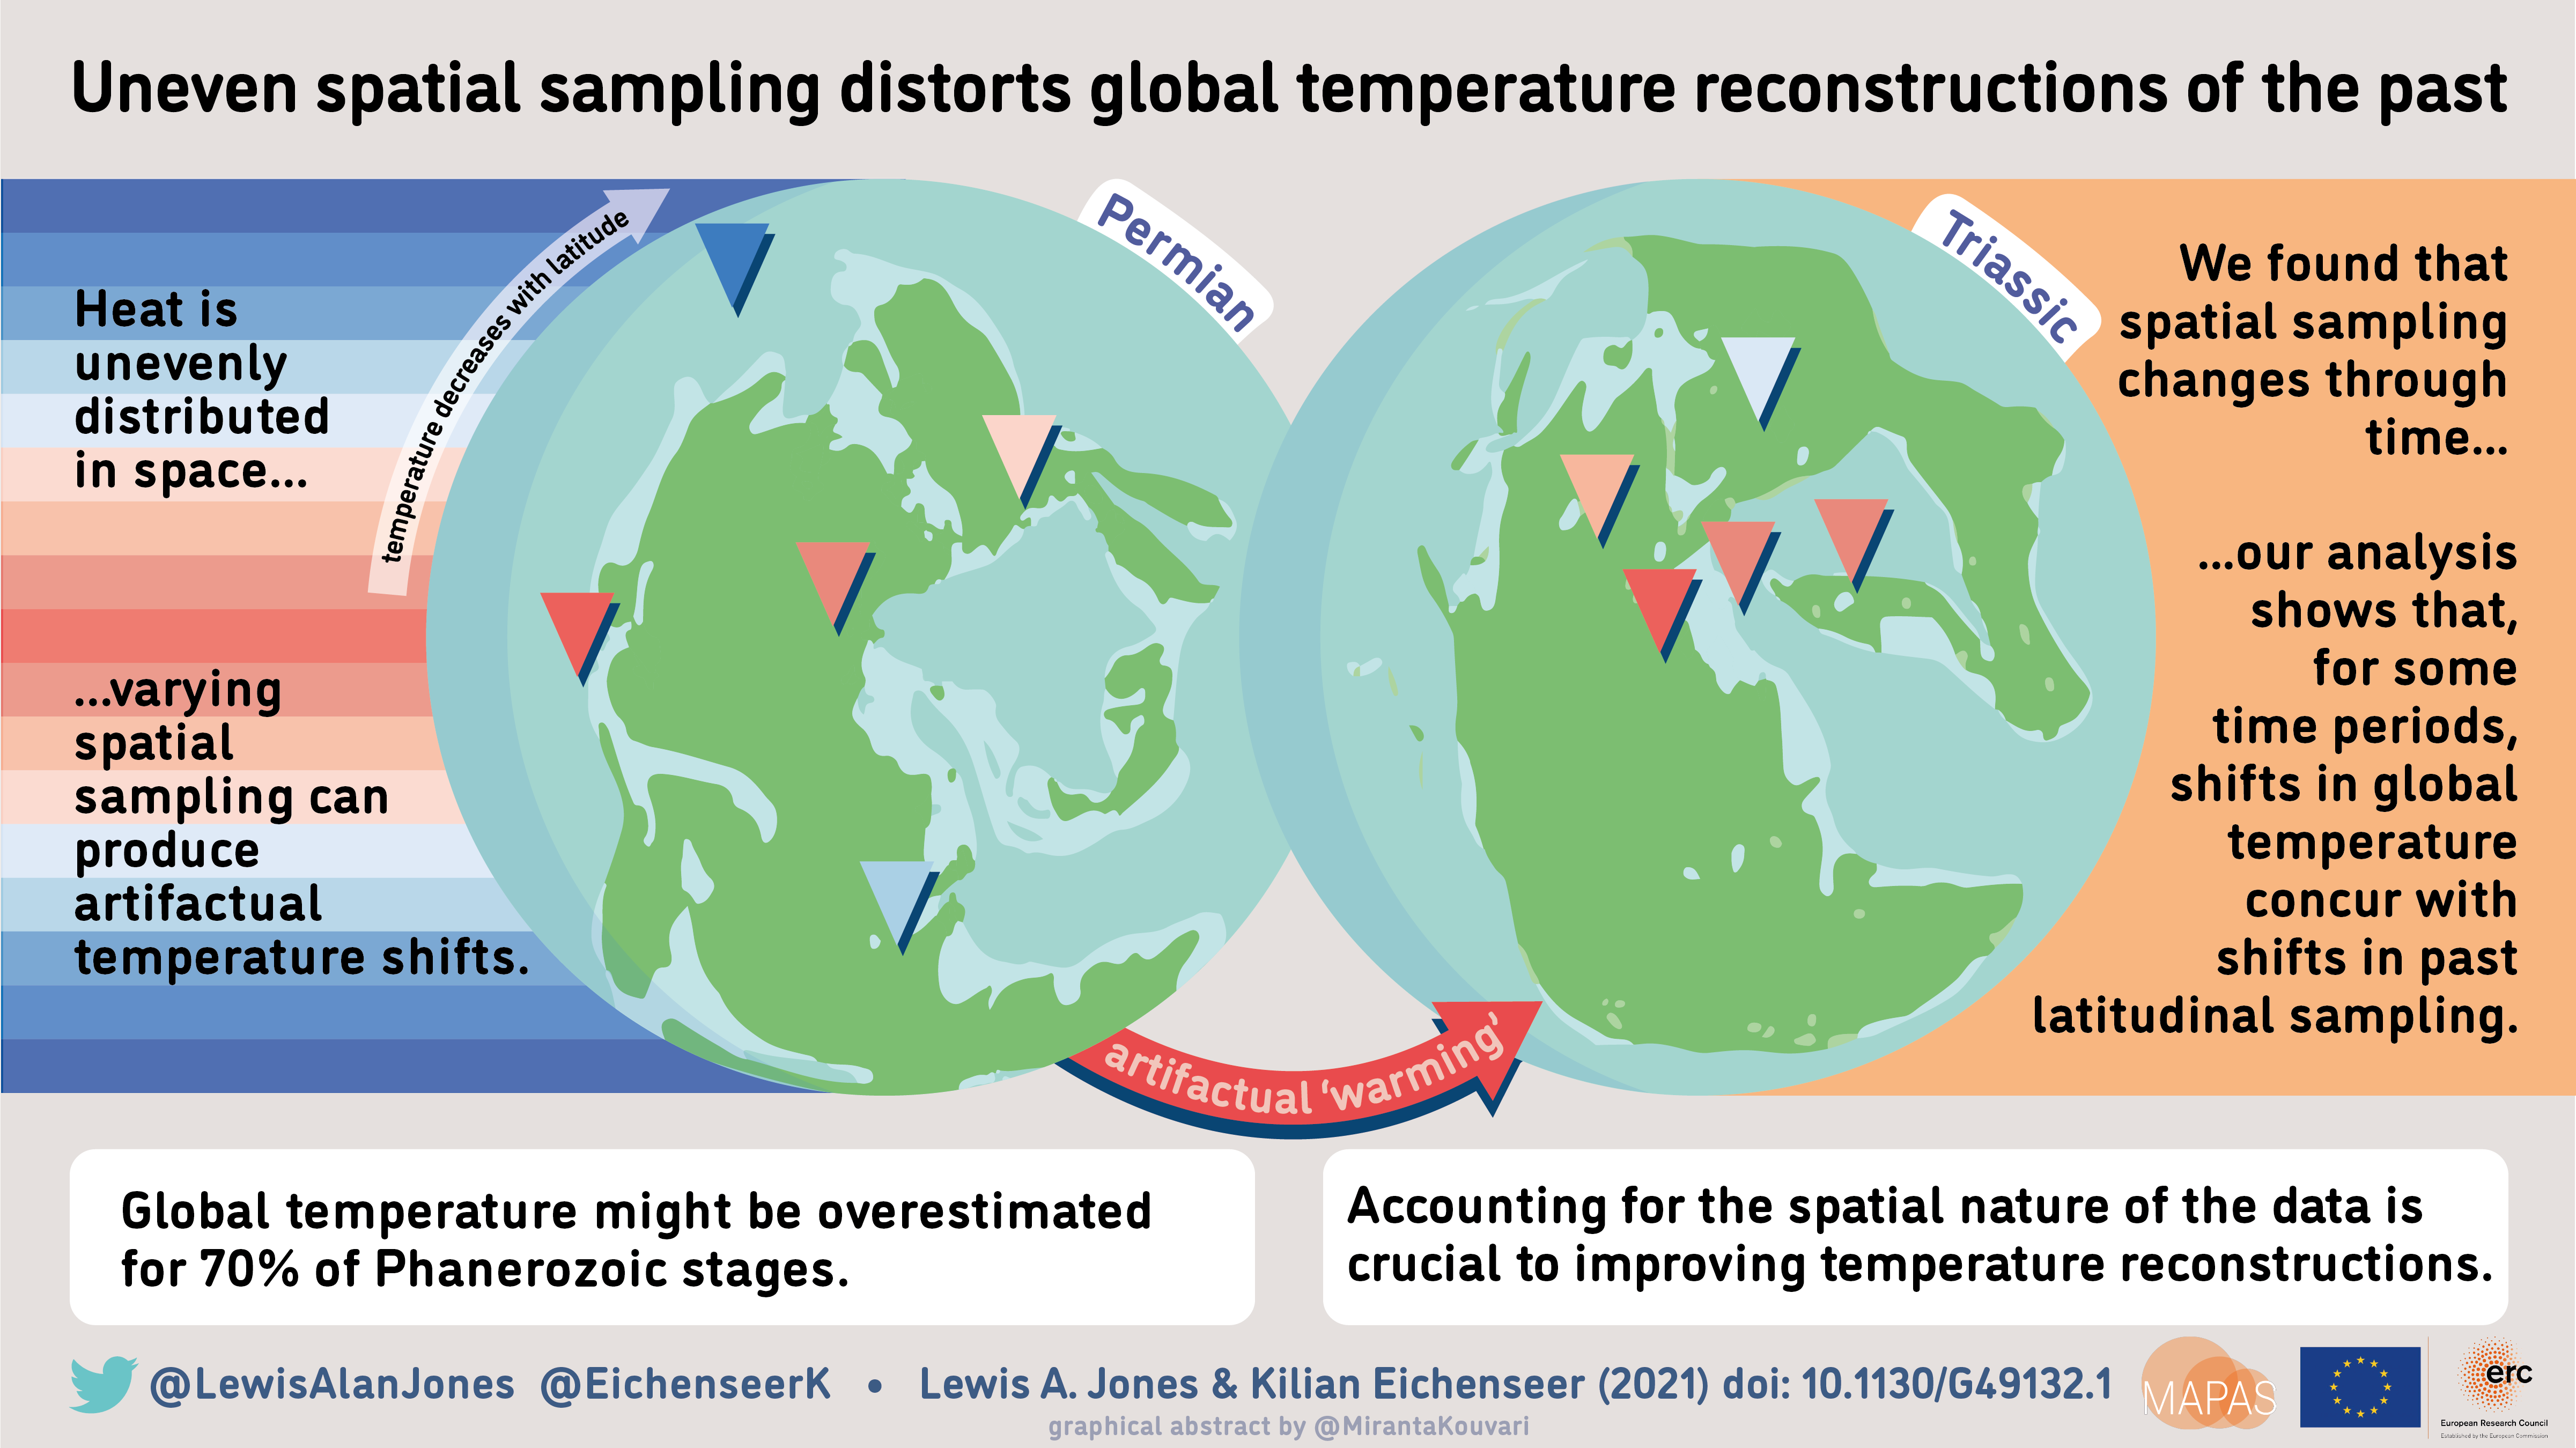 Uneven spatial sampling distorts global temperature reconstructions of the past
Heat is
unevenly
distributed
in space...
...varying
spatial
sampling can
produce
artifactual
temperature shifts.
temperature decreases with latitude
Permian
Triassic
artifactual ‘warming’
We found that
spatial sampling
changes through
time...
...our analysis
shows that,
for some
time periods,
shifts in global
temperature
concur with
shifts in past
latitudinal sampling.
Global temperature might be overestimated
for 70% of Phanerozoic stages.
Accounting for the spatial nature of the data is
crucial to improving temperature reconstructions.
@LewisAlanJones @EichenseerK • Lewis A. Jones & Kilian Eichenseer (2021) doi: 10.1130/G49132.1
graphical abstract by @MirantaKouvari
MAPAS
erc
European Research Council
Established by the European Commission